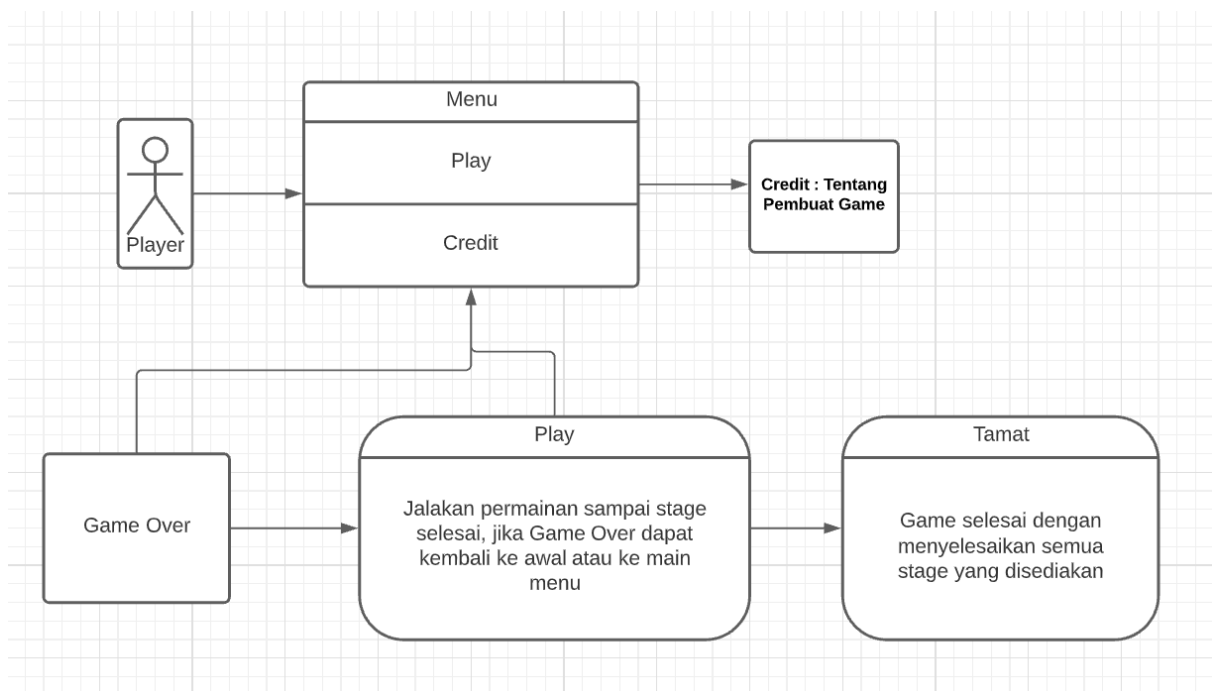 Menu
Play
Credit
Player
Credit : Tentang
Pembuat Game
Game Over
Play
Jalakan permainan sampai stage
selesai, jika Game Over dapat
kembali ke awal atau ke main
menu
Tamat
Game selesai dengan
menyelesaikan semua
stage yang disediakan